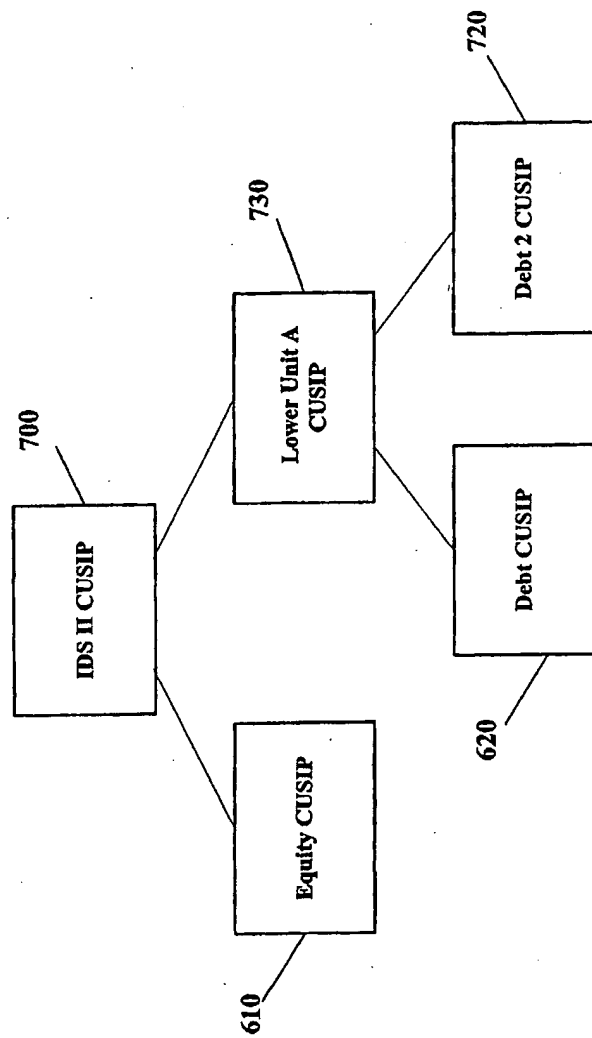 700
IDS II CUSIP
730
Lower Unit A
CUSIP
Equity CUSIP
610
720
Debt 2 CUSIP
Debt CUSIP
620